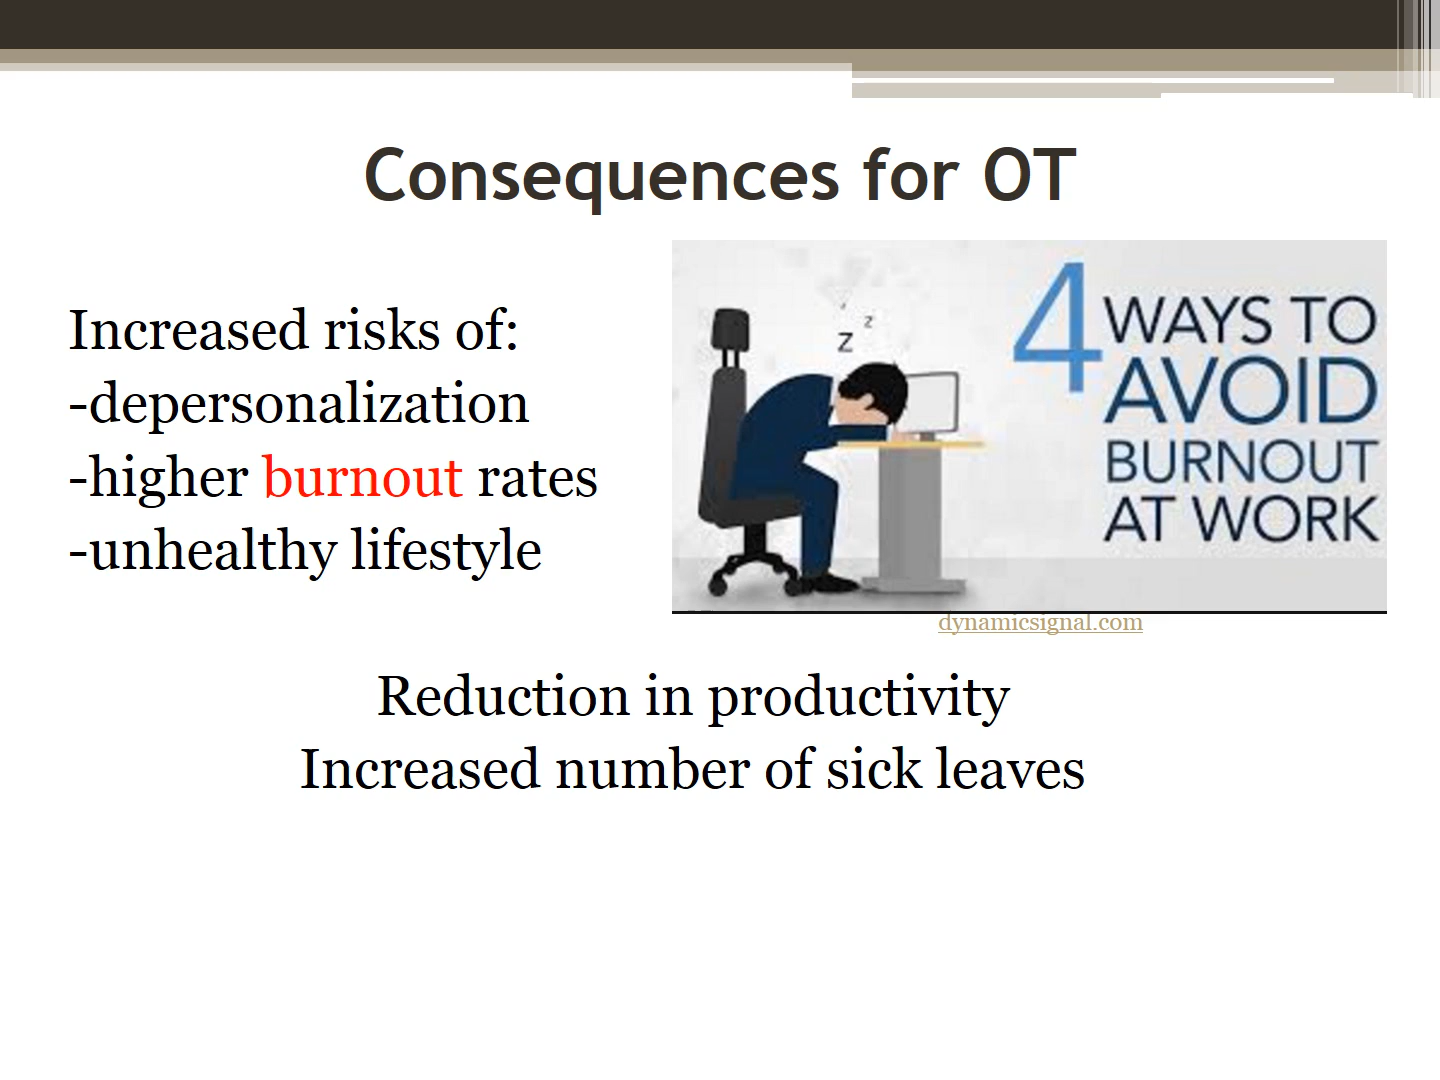 Consequences for OT
Increased risks of:
-depersonalization
-higher burnout rates
-unhealthy lifestyle
z
z
4 WAYS TO
AVOID
BURNOUT
AT WORK
dynamicsignal.com
Reduction in productivity
Increased number of sick leaves